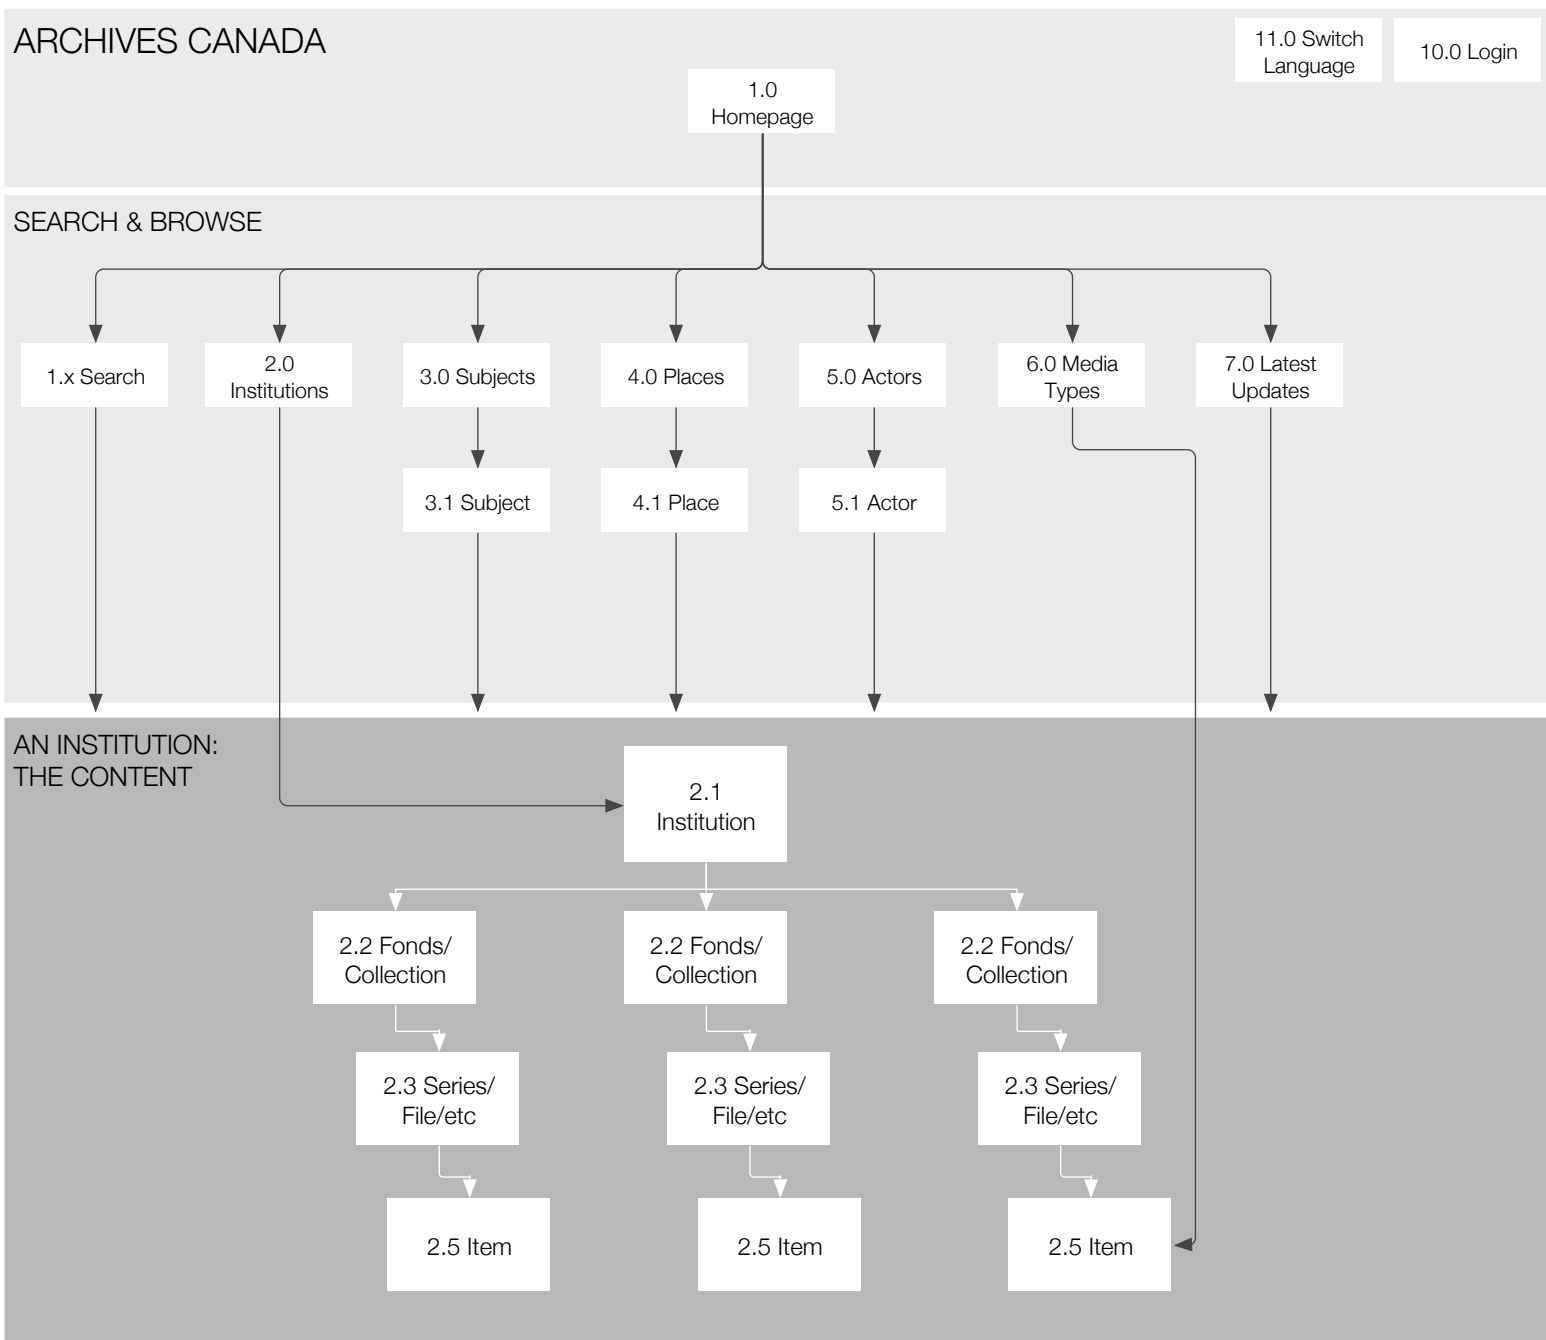 ARCHIVES CANADA
11.0 Switch
Language
10.0 Login
1.0
Homepage
SEARCH & BROWSE
1.x Search
2.0
Institutions
3.0 Subjects
4.0 Places
5.0 Actors
6.0 Media
Types
7.0 Latest
Updates
3.1 Subject
4.1 Place
5.1 Actor
AN INSTITUTION:
THE CONTENT
2.1
Institution
2.2 Fonds/
Collection
2.2 Fonds/
Collection
2.2 Fonds/
Collection
2.3 Series/
File/etc
2.3 Series/
File/etc
2.3 Series/
File/etc
2.5 Item
2.5 Item
2.5 Item